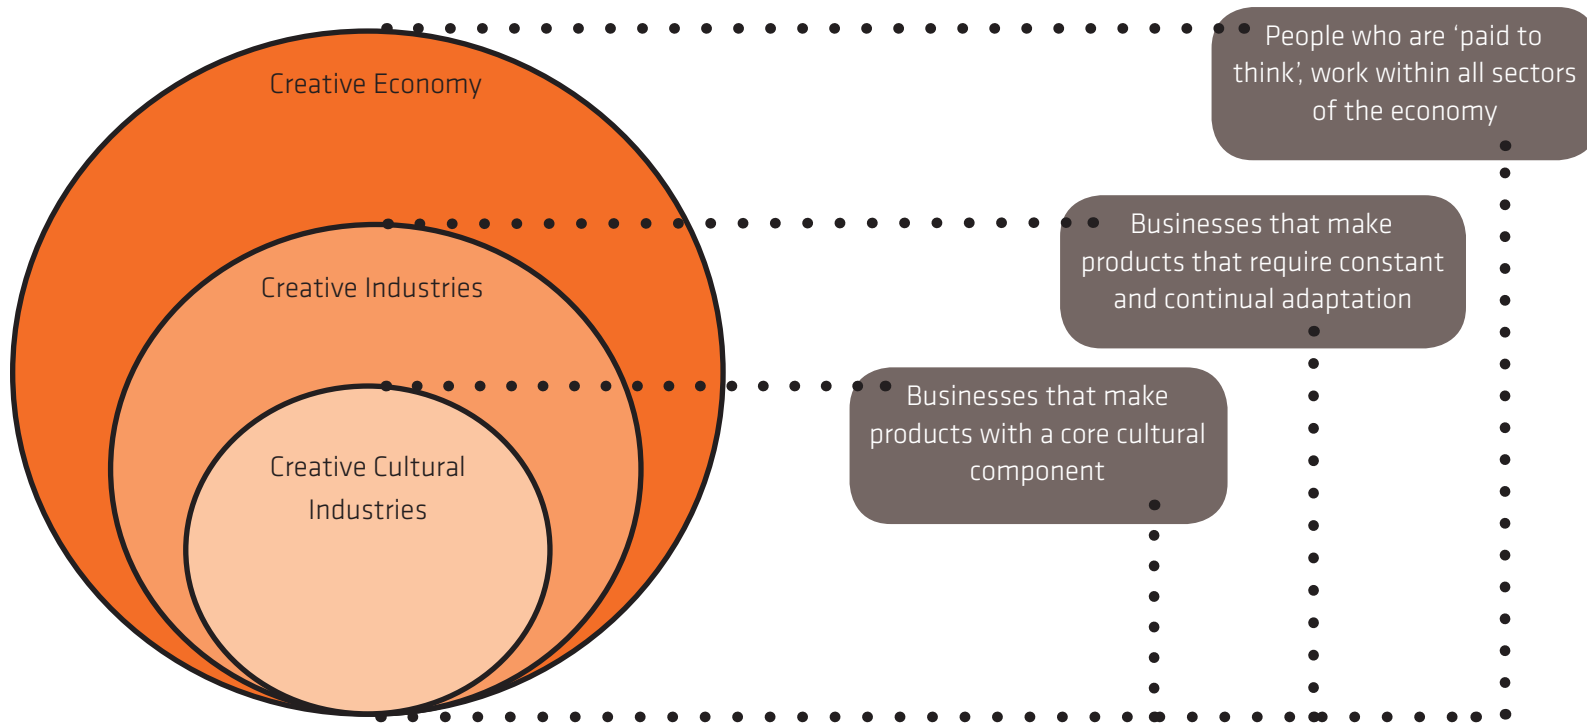 Creative Economy
People who are ‘paid to
think’, work within all sectors
of the economy
Creative Industries
Businesses that make
products that require constant
and continual adaptation
Creative Cultural
Industries
Businesses that make
products with a core cultural
component